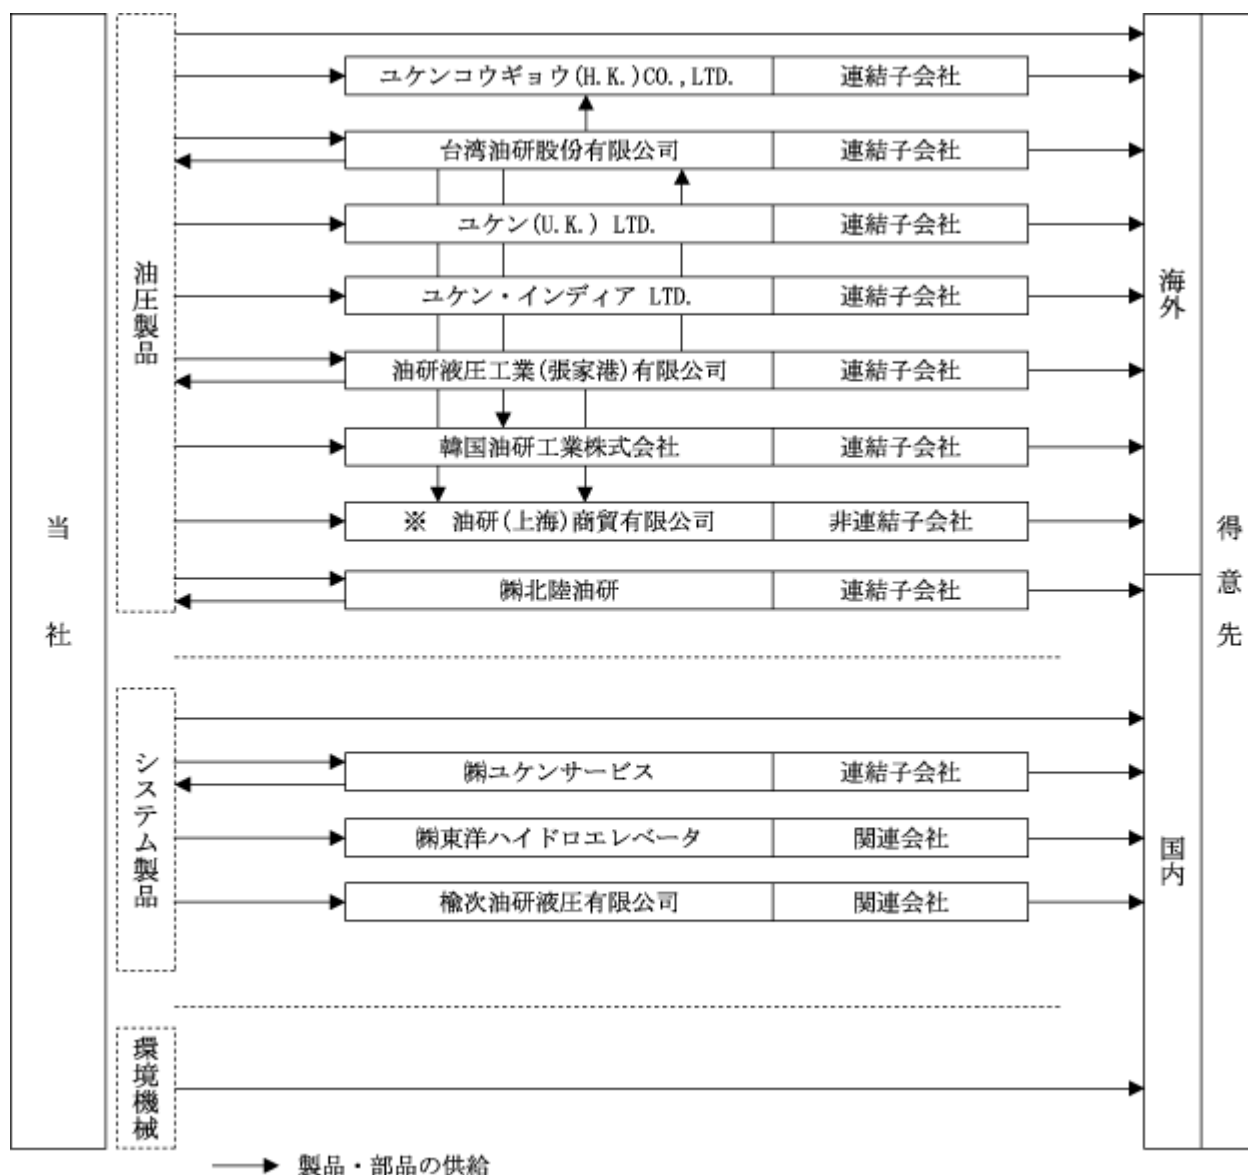 当社
油圧製品
ユケンコウギョウ(H.K.)CO.,LTD. 連結子会社
台湾油研股份有限公司 連結子会社
ユケン(U.K.) LTD. 連結子会社
ユケン・インディア LTD. 連結子会社
油研液圧工業(張家港)有限公司 連結子会社
韓国油研工業株式会社 連結子会社
※ 油研(上海)商貿有限公司 非連結子会社
㈱北陸油研 連結子会社
システム製品
㈱ユケンサービス 連結子会社
㈱東洋ハイドロエレベータ 関連会社
楡次油研液圧有限公司 関連会社
環境機械
海外
国内
得意先
製品・部品の供給